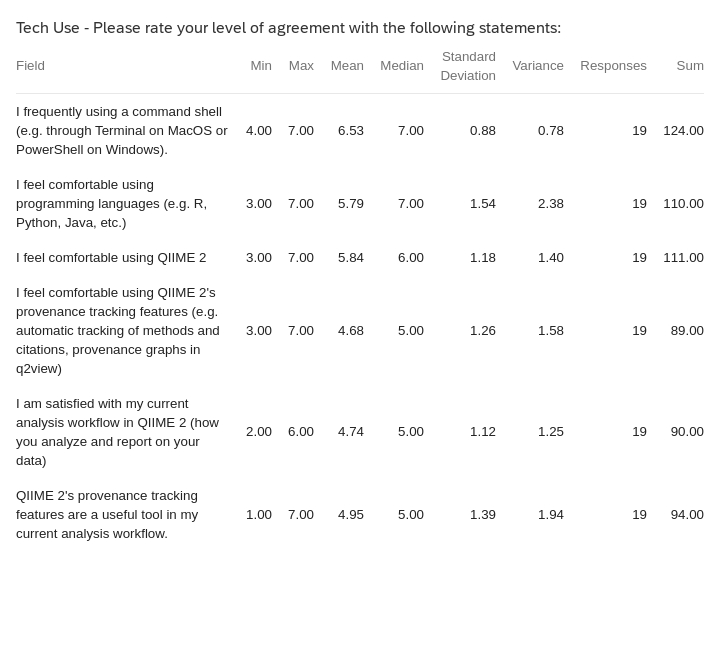 Tech Use - Please rate your level of agreement with the following statements:
Field Min Max Mean Median Standard Deviation Variance Responses Sum
I frequently using a command shell
(e.g. through Terminal on MacOS or 4.00 7.00 6.53 7.00 0.88 0.78 19 124.00
PowerShell on Windows).
I feel comfortable using
programming languages (e.g. R, 3.00 7.00 5.79 7.00 1.54 2.38 19 110.00
Python, Java, etc.)
I feel comfortable using QIIME 2 3.00 7.00 5.84 6.00 1.18 1.40 19 111.00
I feel comfortable using QIIME 2's
provenance tracking features (e.g.
automatic tracking of methods and 3.00 7.00 4.68 5.00 1.26 1.58 19 89.00
citations, provenance graphs in
q2view)
I am satisfied with my current
analysis workflow in QIIME 2 (how
you analyze and report on your 2.00 6.00 4.74 5.00 1.12 1.25 19 90.00
data)
QIIME 2's provenance tracking
features are a useful tool in my 1.00 7.00 4.95 5.00 1.39 1.94 19 94.00
current analysis workflow.